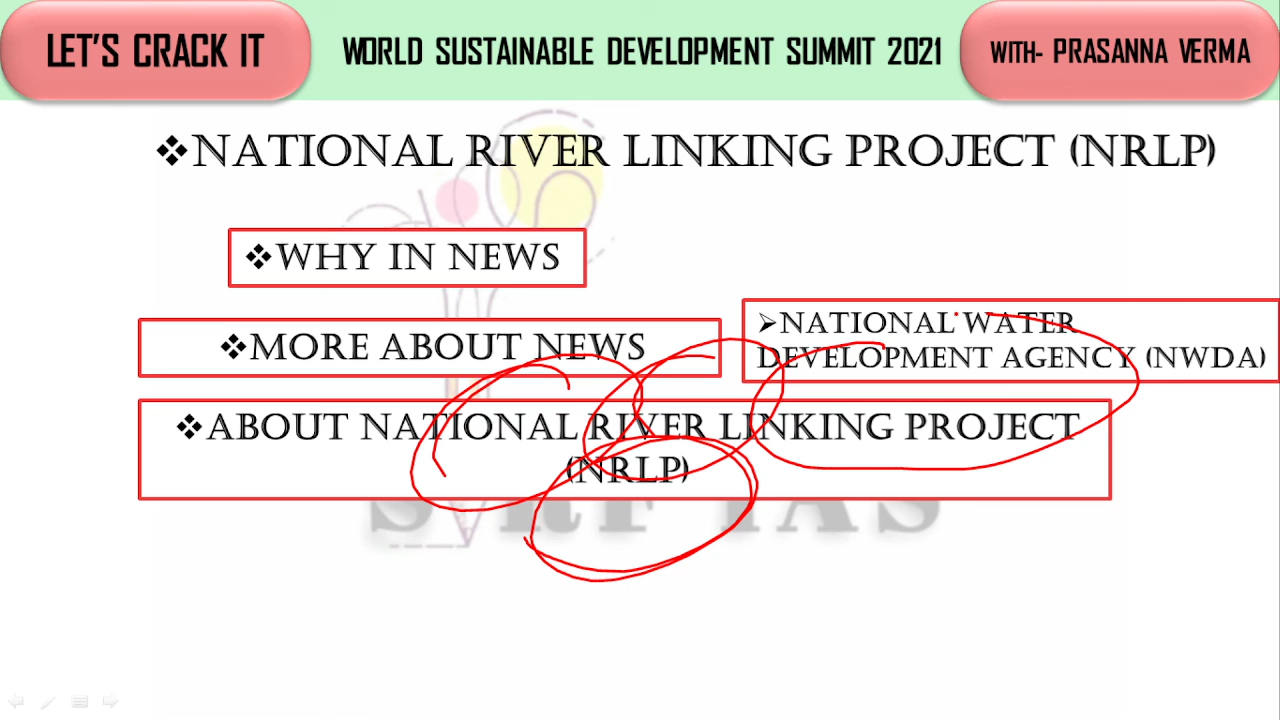 LET'S CRACK IT
WORLD SUSTAINABLE DEVELOPMENT SUMMIT 2021
WITH- PRASANNA VERMA
❖NATIONAL RIVER LINKING PROJECT (NRLP)
❖WHY IN NEWS
❖MORE ABOUT NEWS
➢NATIONAL WATER
DEVELOPMENT AGENCY (NWDA)
❖ABOUT NATIONAL RIVER LINKING PROJECT
(NRLP)
IAS